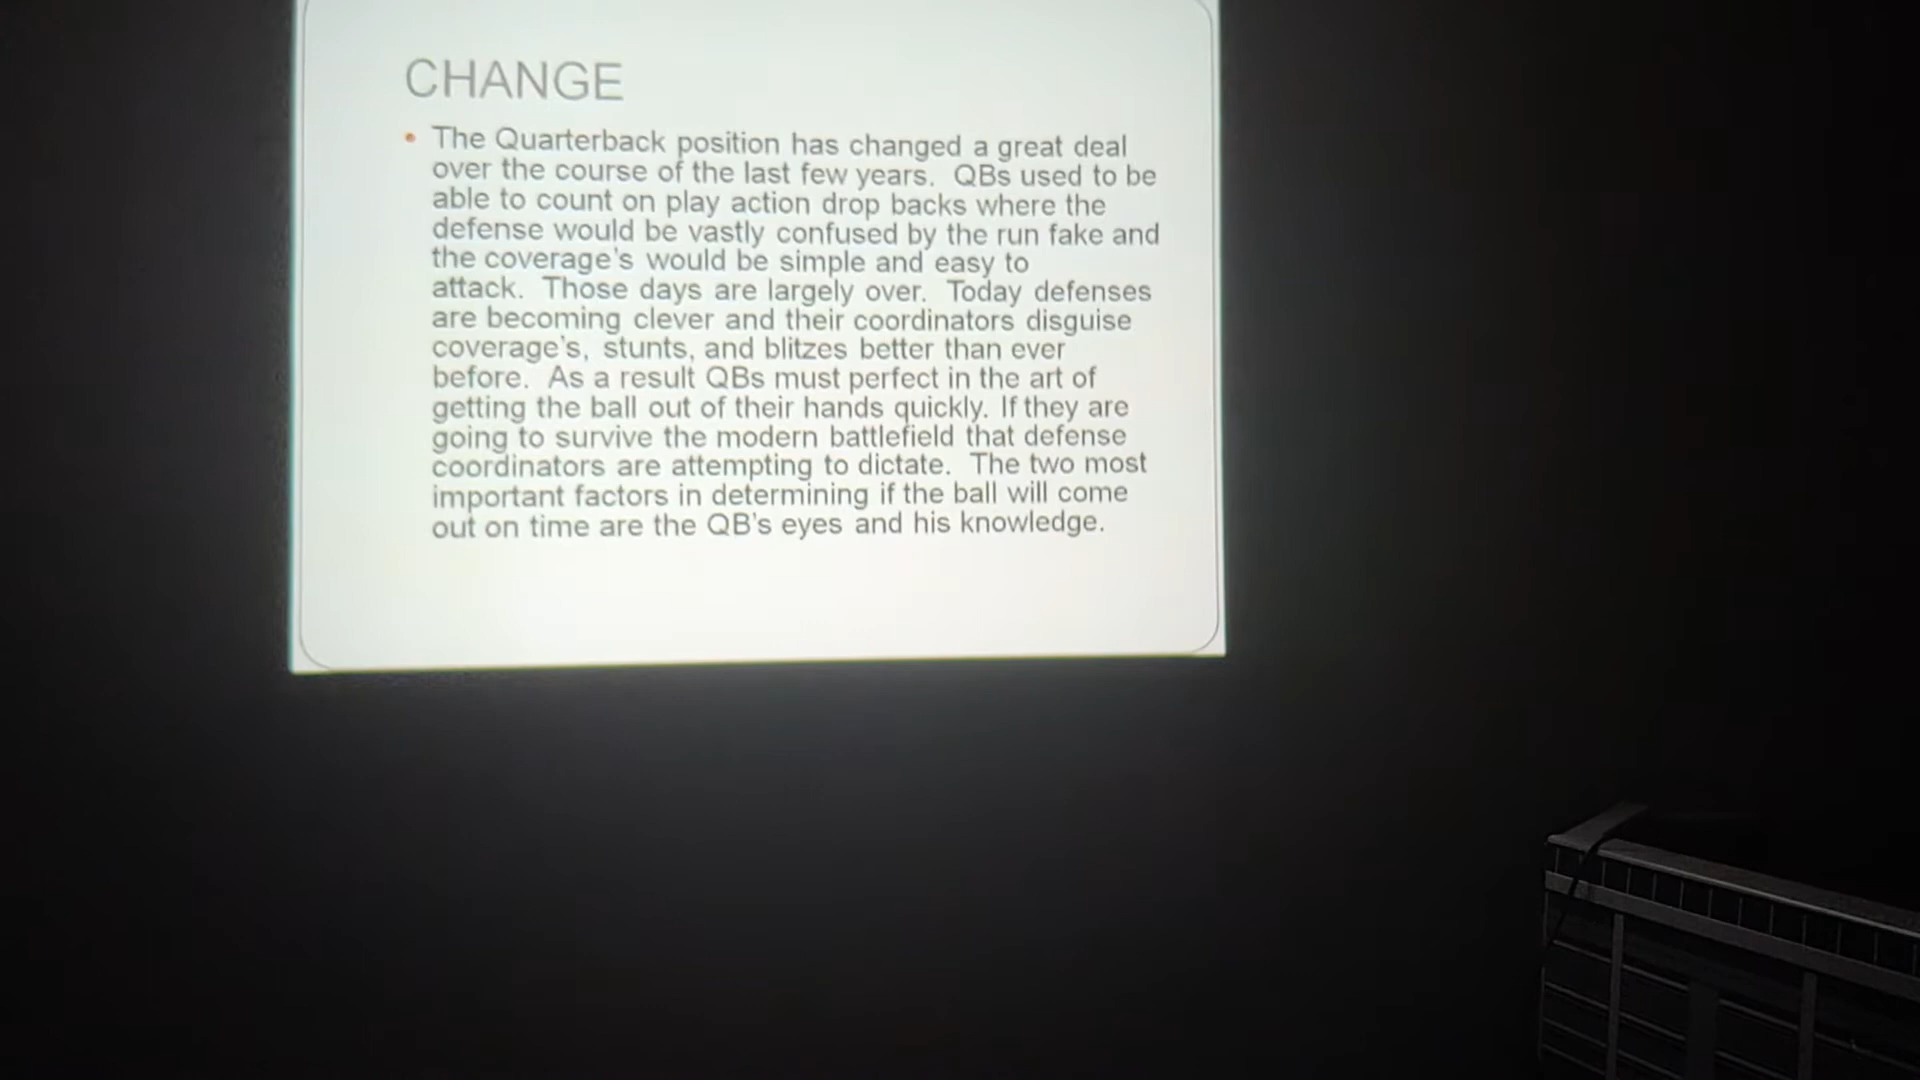 CHANGE
• The Quarterback position has changed a great deal
over the course of the last few years. QBs used to be
able to count on play action drop backs where the
defense would be vastly confused by the run fake and
the coverage's would be simple and easy to
attack. Those days are largely over. Today defenses
are becoming clever and their coordinators disguise
coverage's, stunts, and blitzes better than ever
before. As a result QBs must perfect in the art of
getting the ball out of their hands quickly. If they are
going to survive the modern battlefield that defense
coordinators are attempting to dictate. The two most
important factors in determining if the ball will come
out on time are the QB's eyes and his knowledge.